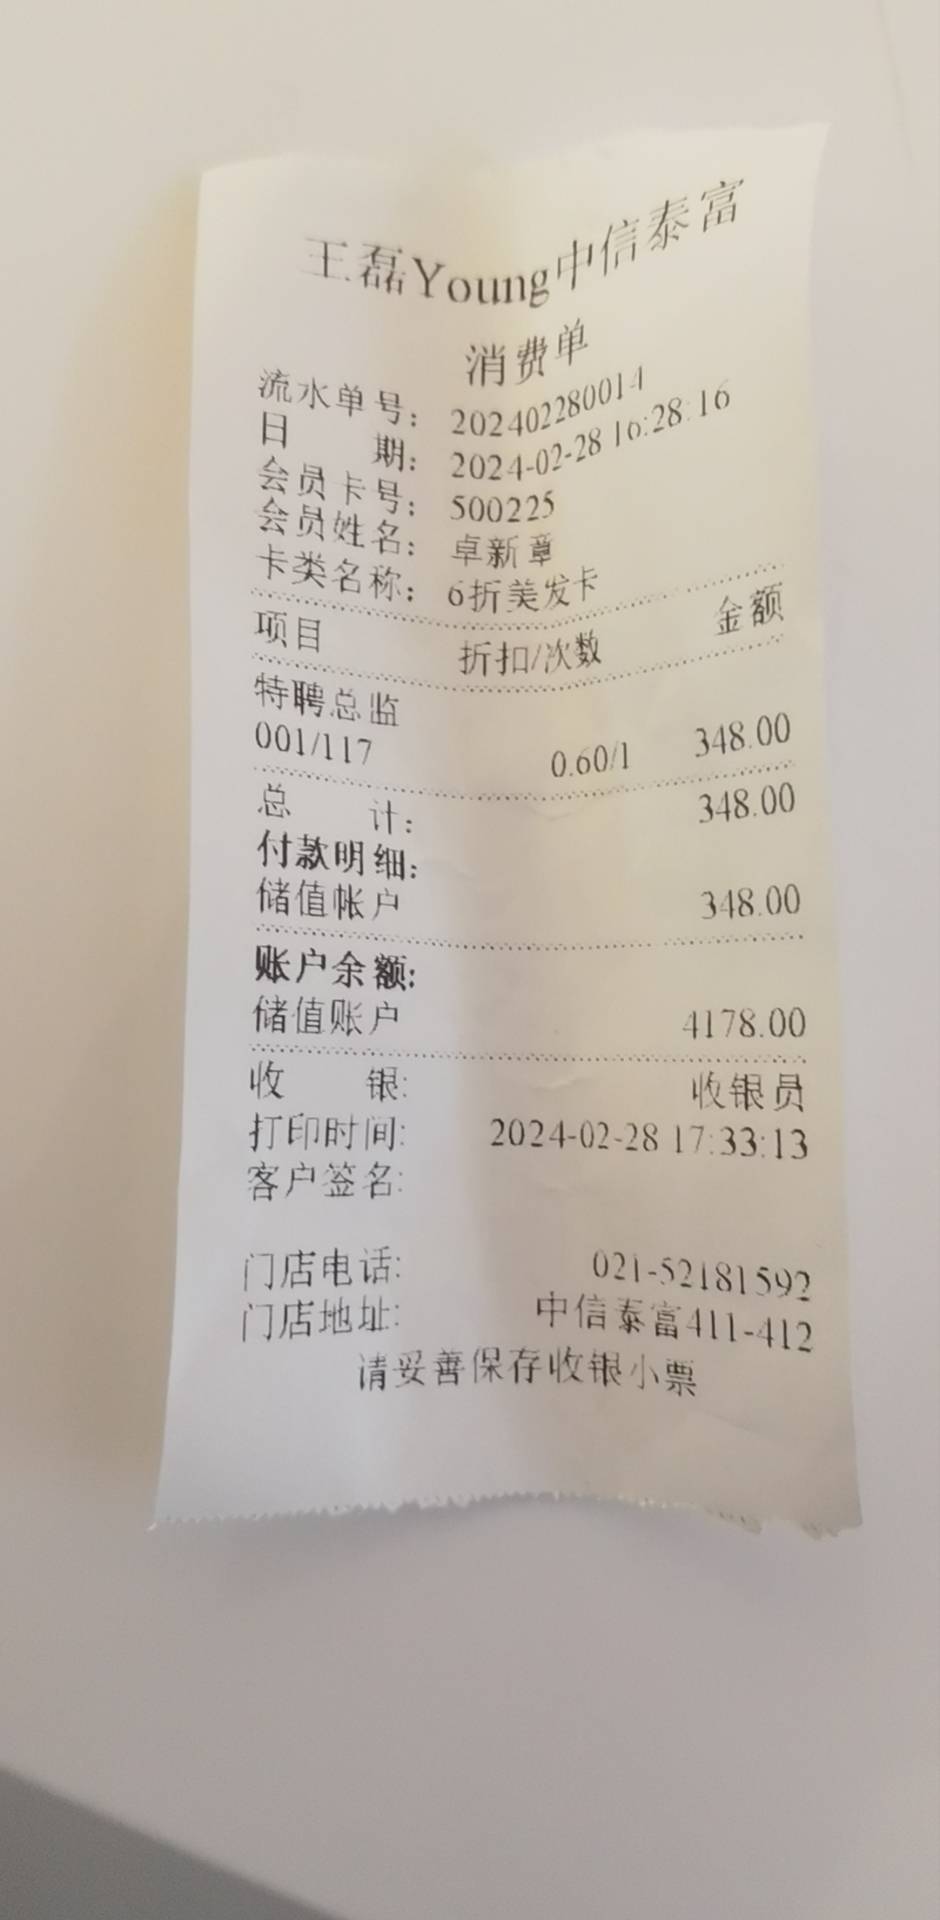 王磊Young中信泰富
消费单
流水单号： 202402280014
日 期： 2024-02-28 16:28:16
会员卡号： 500225
会员姓名： 卓新章
卡类名称： 6折美发卡
项目 折扣/次数 金额
特聘总监
001/117 0.60/1 348.00
总 计： 348.00
付款明细:
储值帐户 348.00
账户余额:
储值账户 4178.00
收 银: 收银员
打印时间: 2024-02-28 17:33:13
客户签名:
门店电话: 021-52181592
门店地址: 中信泰富411-412
请妥善保存收银小票